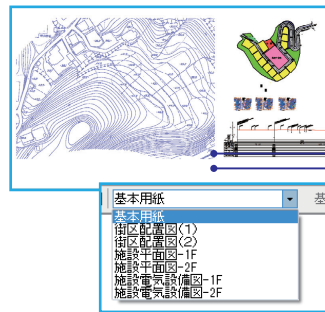 基本用紙
基
基本用紙
街区配置図(1)
街区配置図(2)
施設平面図-1F
施設平面図-2F
施設電気設備図-1F
施設電気設備図-2F